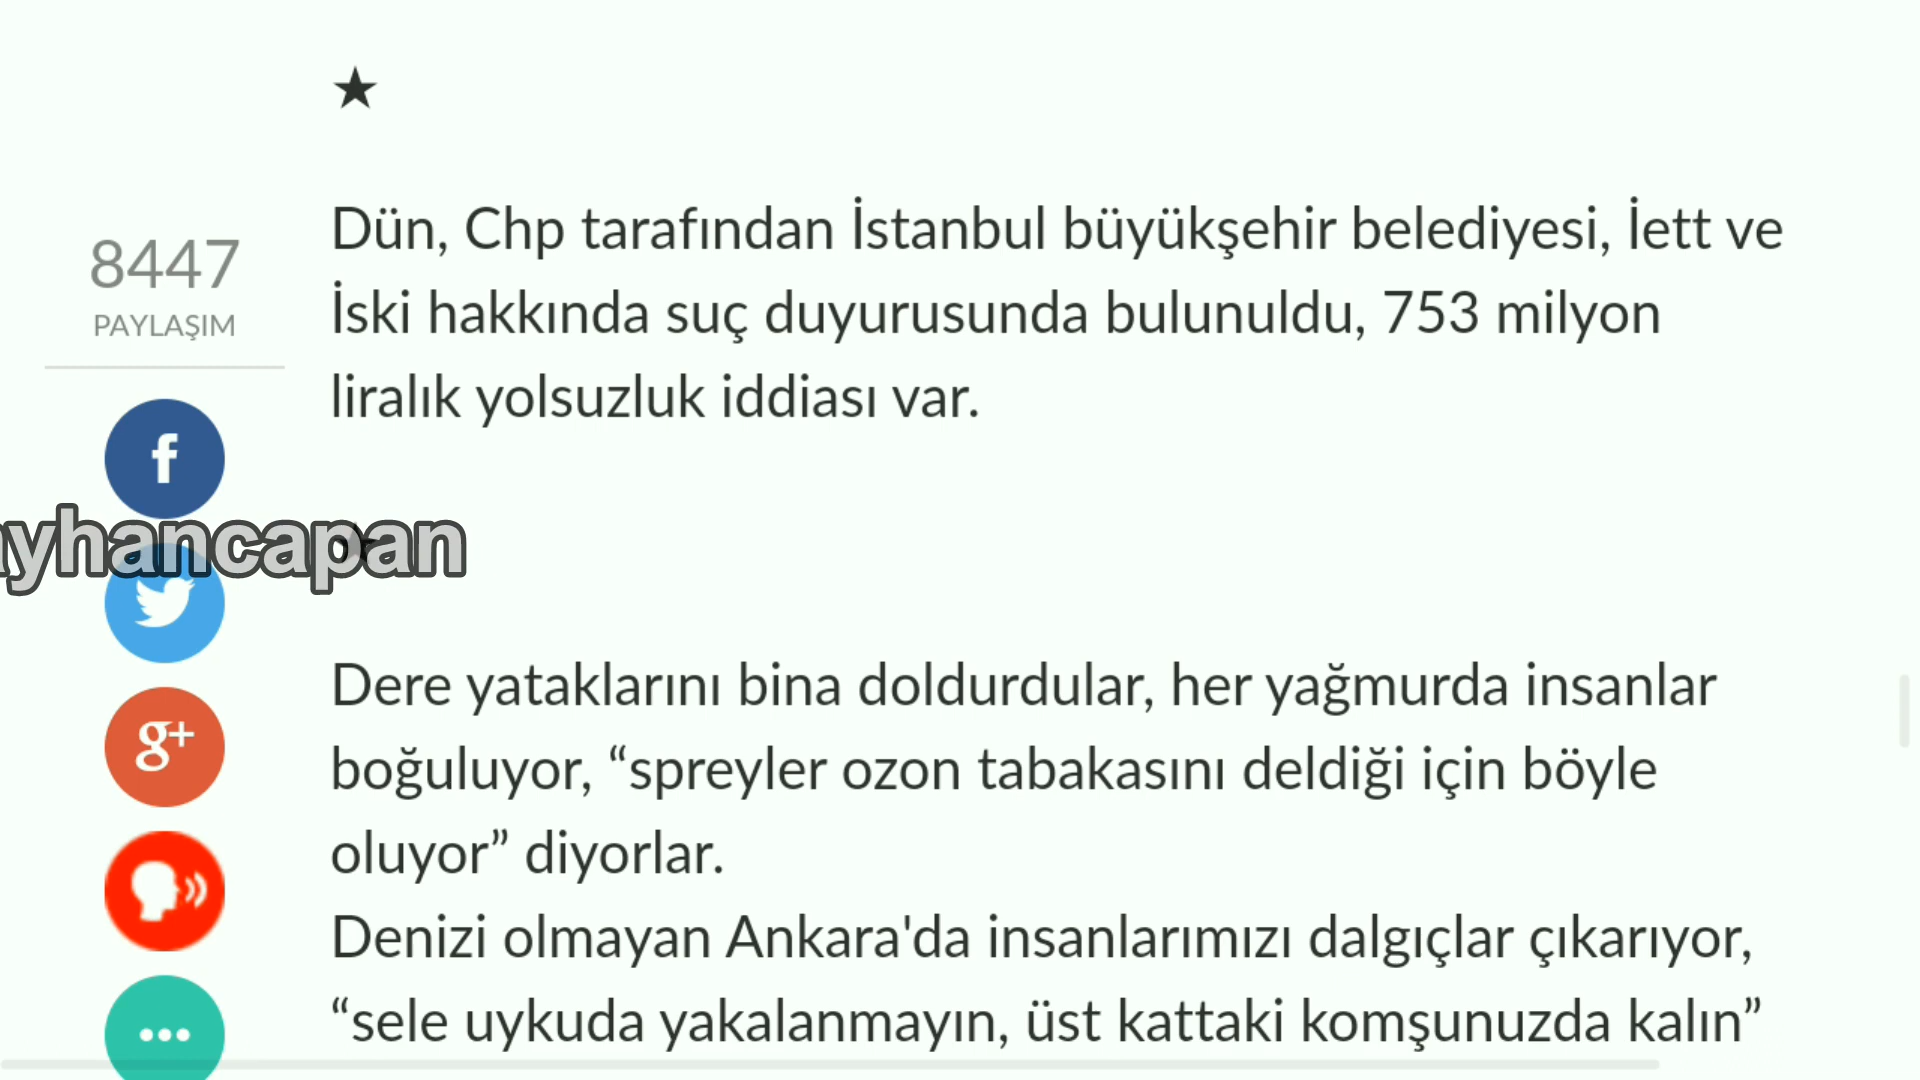 ★
Dün, Chp tarafından İstanbul büyükşehir belediyesi, İett ve
İski hakkında suç duyurusunda bulunuldu, 753 milyon
liralık yolsuzluk iddiası var.
8447
PAYLAŞIM
f
yhancapan
g+
Dere yataklarını bina doldurdular, her yağmurda insanlar
boğuluyor, “spreyler ozon tabakasını deldiği için böyle
oluyor” diyorlar.
Denizi olmayan Ankara'da insanlarımızı dalgıçlar çıkarıyor,
“sele uykuda yakalanmayın, üst kattaki komşunuzda kalın”